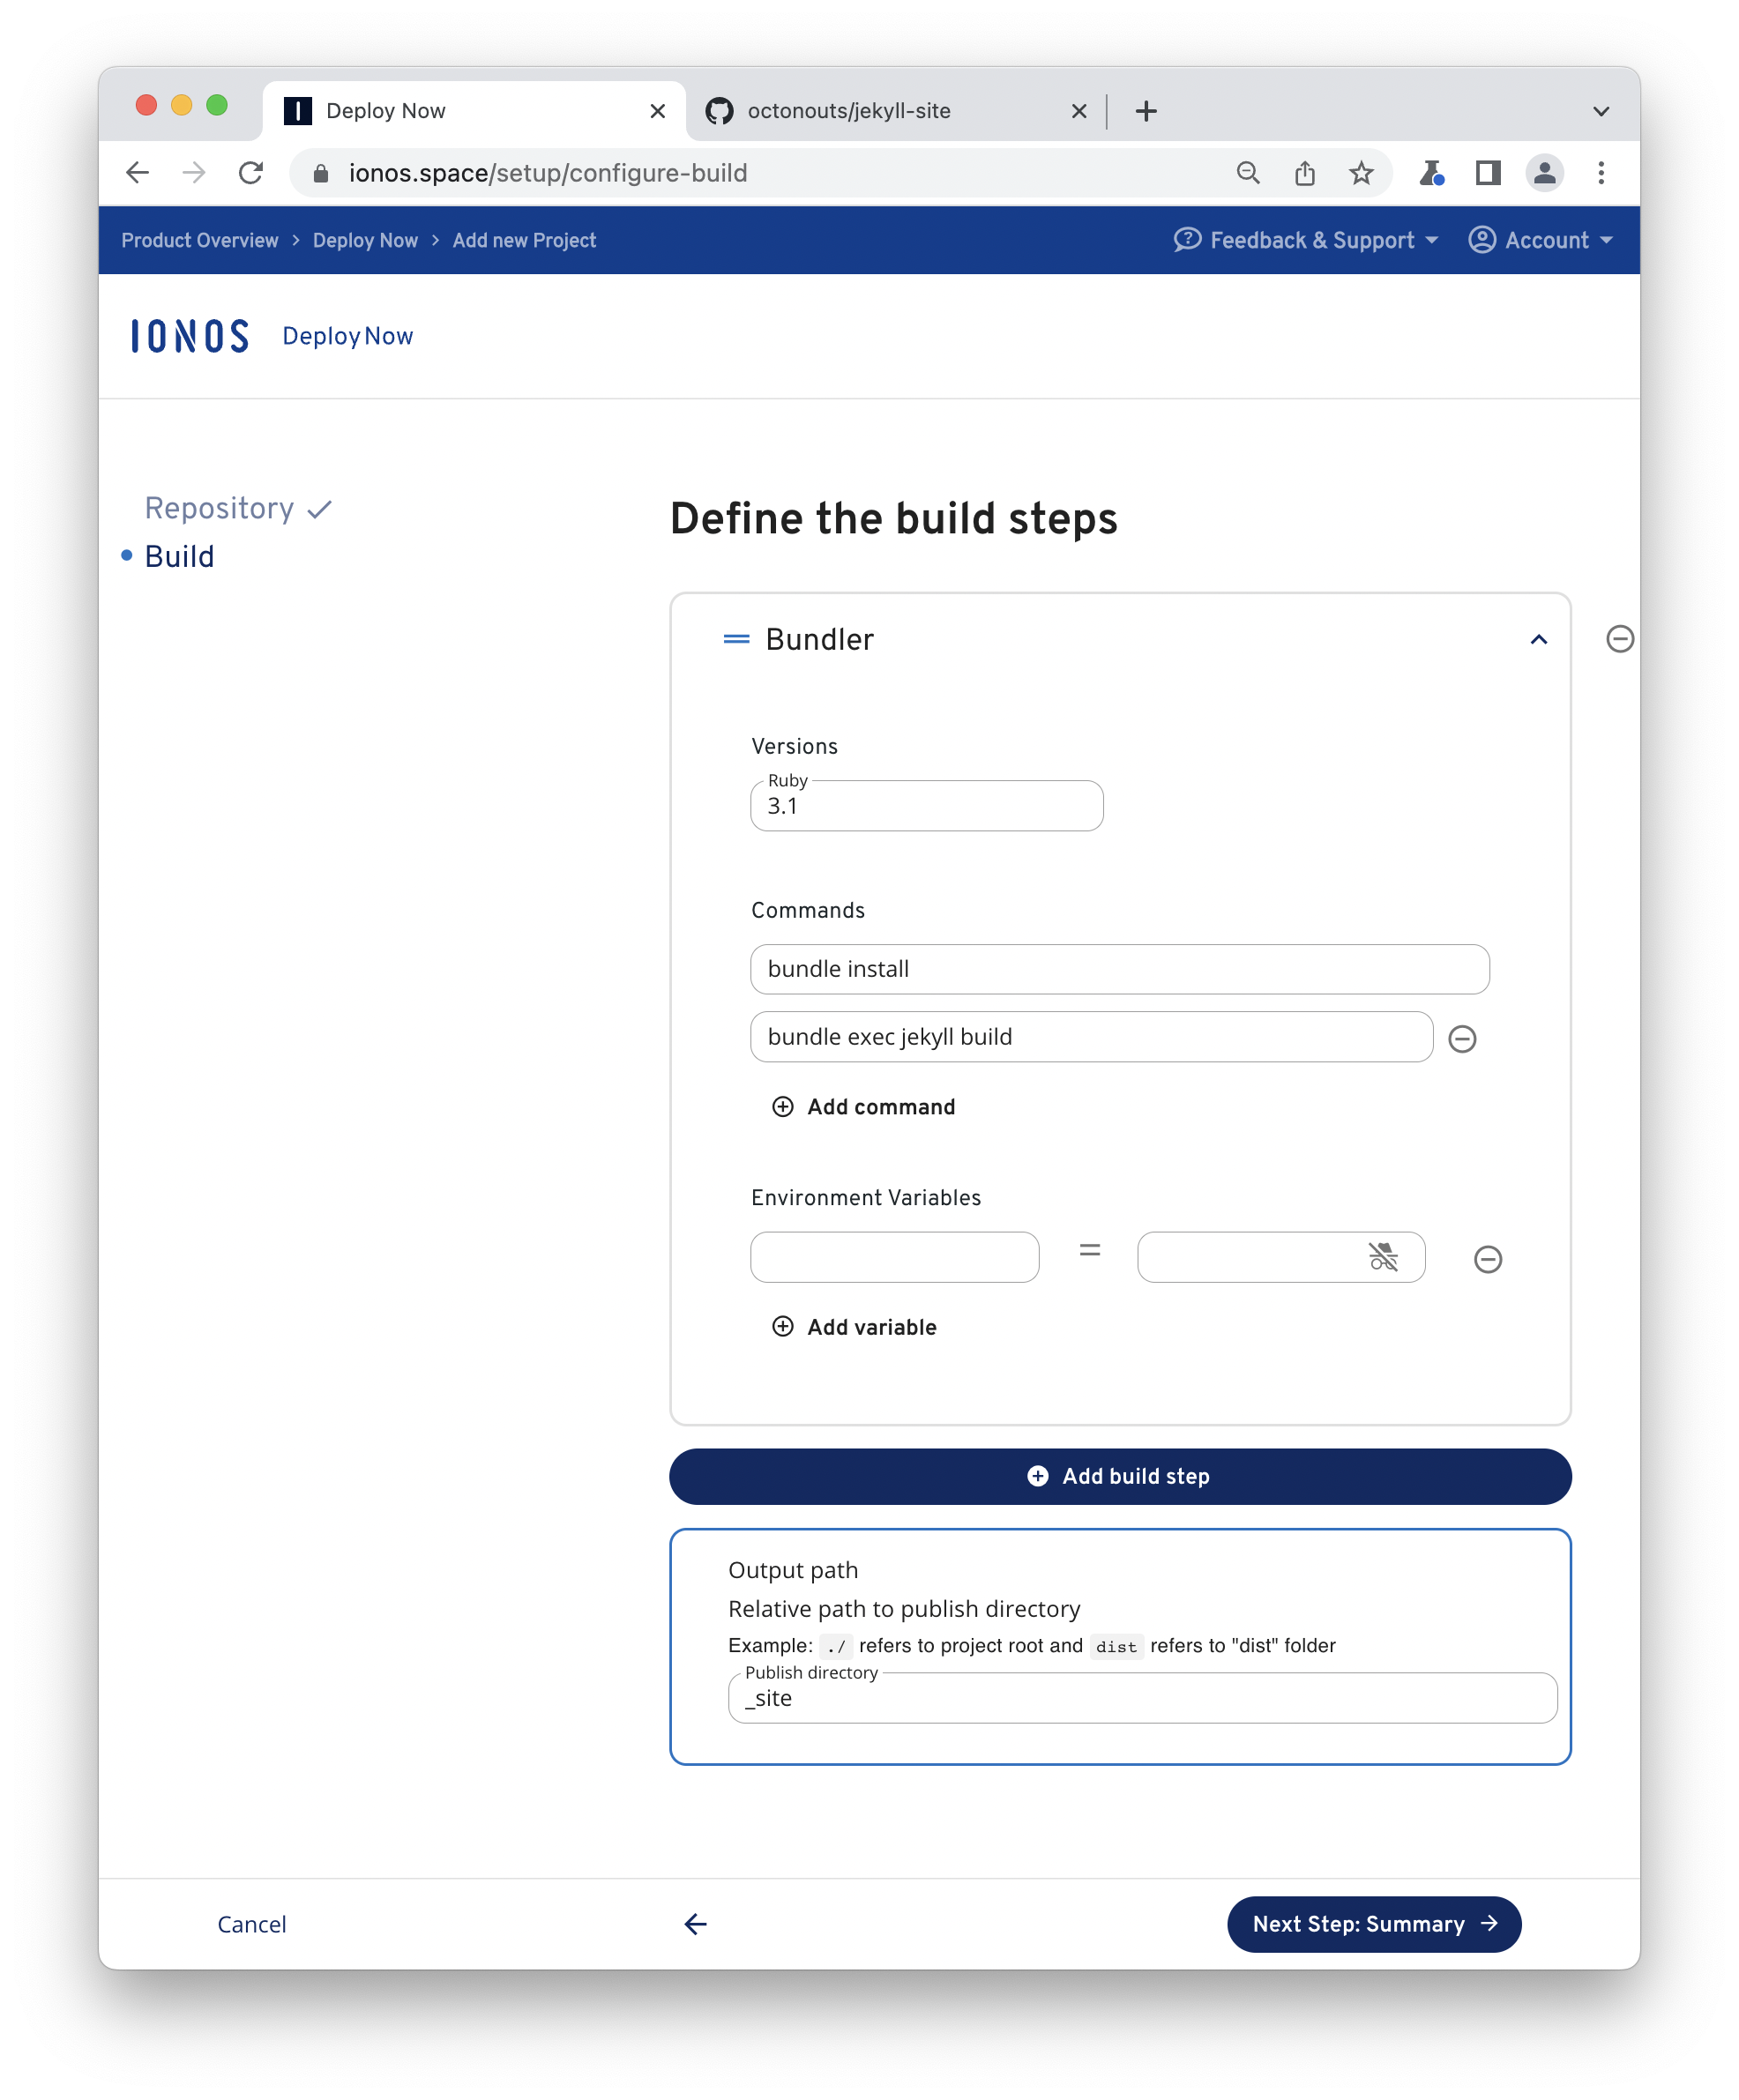 Deploy Now
octonouts/jekyll-site
ionos.space/setup/configure-build
Product Overview > Deploy Now > Add new Project
Feedback & Support
Account
IONOS
Deploy Now
Repository
Build
Define the build steps
Bundler
Versions
Ruby
3.1
Commands
bundle install
bundle exec jekyll build
Add command
Environment Variables
=
Add variable
Add build step
Output path
Relative path to publish directory
Example: ./ refers to project root and dist refers to "dist" folder
Publish directory
_site
Cancel
Next Step: Summary